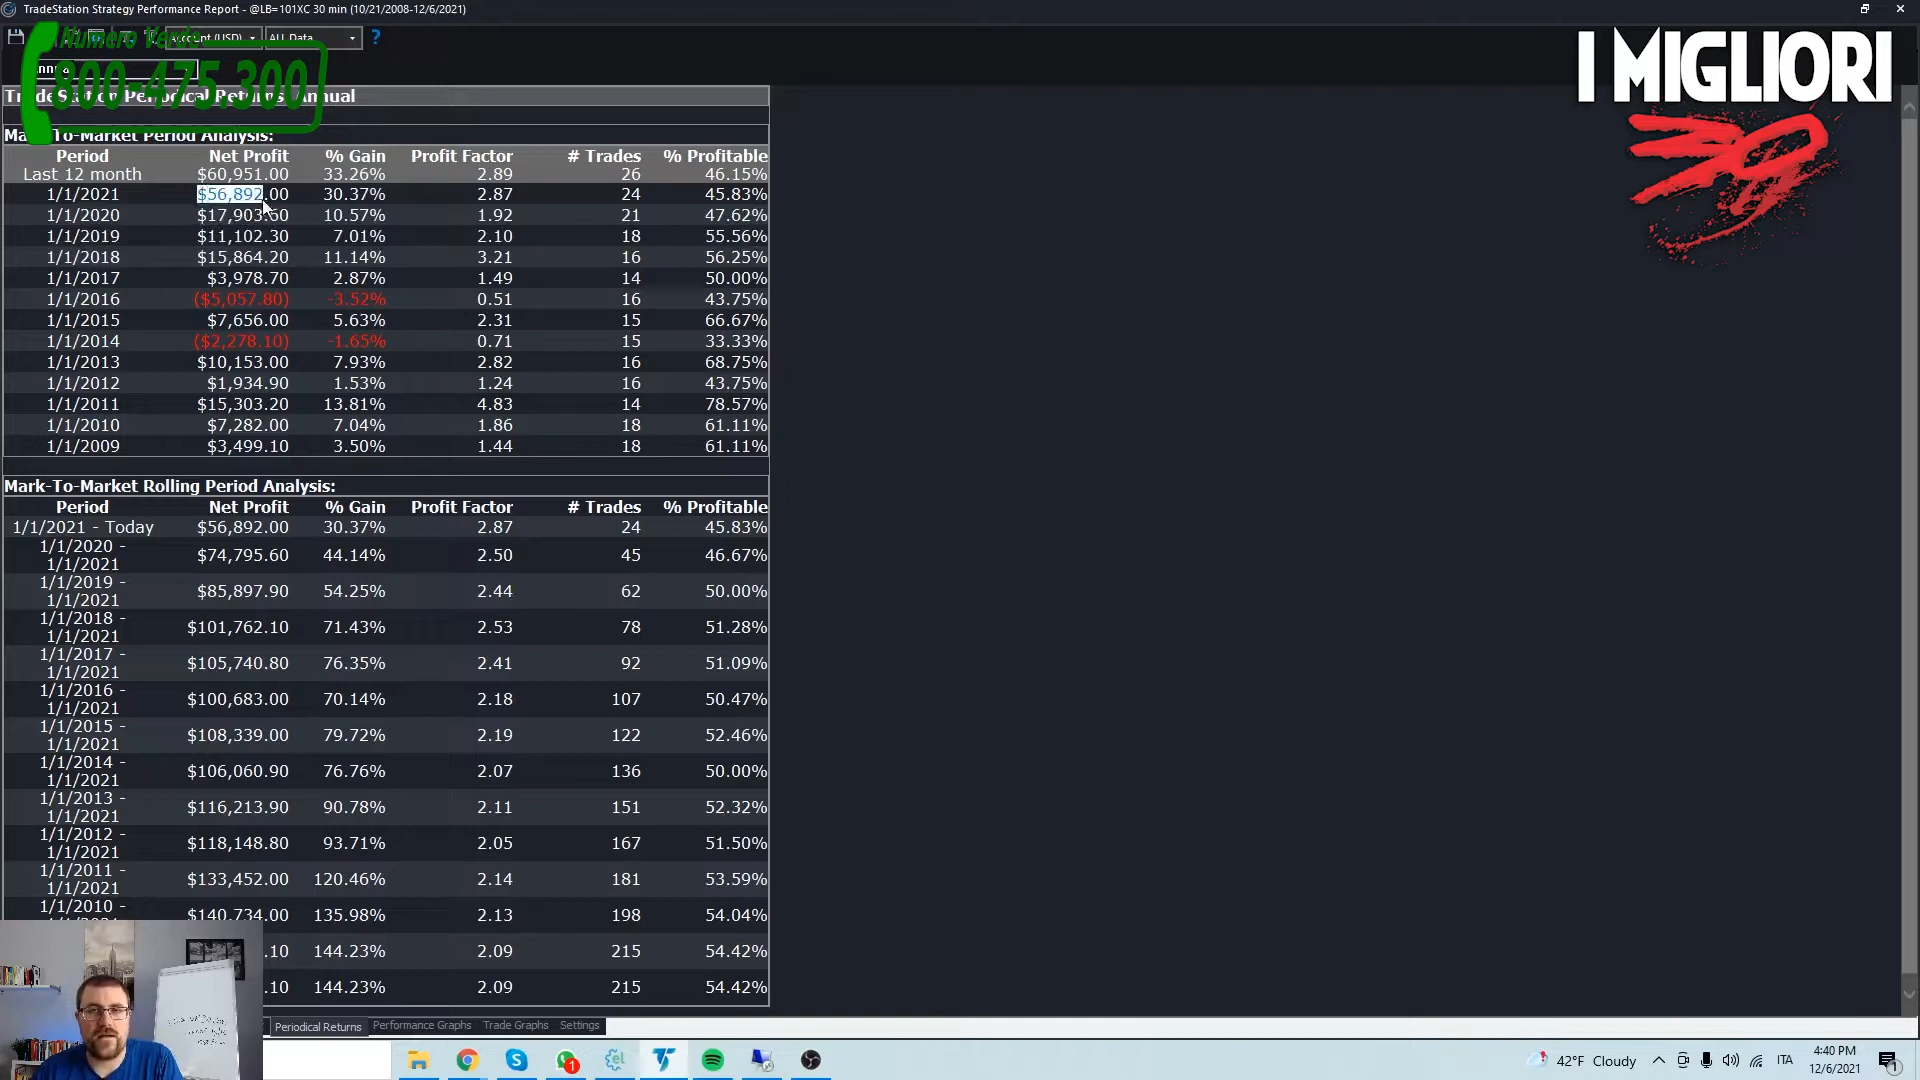 TradeStation Strategy Performance Report - @LB=101XC 30 min (10/21/2008-12/6/2021)
Numero Verde
800-475.300
Account (USD) ALL Data ?
I MIGLIORI
TradeStation Periodical Returns: Annual
Mark-To-Market Period Analysis:
Period Net Profit % Gain Profit Factor # Trades % Profitable
Last 12 month $60,951.00 33.26% 2.89 26 46.15%
1/1/2021 $56,892.00 30.37% 2.87 24 45.83%
1/1/2020 $17,903.60 10.57% 1.92 21 47.62%
1/1/2019 $11,102.30 7.01% 2.10 18 55.56%
1/1/2018 $15,864.20 11.14% 3.21 16 56.25%
1/1/2017 $3,978.70 2.87% 1.49 14 50.00%
1/1/2016 ($5,057.80) -3.52% 0.51 16 43.75%
1/1/2015 $7,656.00 5.63% 2.31 15 66.67%
1/1/2014 ($2,278.10) -1.65% 0.71 15 33.33%
1/1/2013 $10,153.00 7.93% 2.82 16 68.75%
1/1/2012 $1,934.90 1.53% 1.24 16 43.75%
1/1/2011 $15,303.20 13.81% 4.83 14 78.57%
1/1/2010 $7,282.00 7.04% 1.86 18 61.11%
1/1/2009 $3,499.10 3.50% 1.44 18 61.11%
Mark-To-Market Rolling Period Analysis:
Period Net Profit % Gain Profit Factor # Trades % Profitable
1/1/2021 - Today $56,892.00 30.37% 2.87 24 45.83%
1/1/2020 -
1/1/2021 $74,795.60 44.14% 2.50 45 46.67%
1/1/2019 -
1/1/2021 $85,897.90 54.25% 2.44 62 50.00%
1/1/2018 -
1/1/2021 $101,762.10 71.43% 2.53 78 51.28%
1/1/2017 -
1/1/2021 $105,740.80 76.35% 2.41 92 51.09%
1/1/2016 -
1/1/2021 $100,683.00 70.14% 2.18 107 50.47%
1/1/2015 -
1/1/2021 $108,339.00 79.72% 2.19 122 52.46%
1/1/2014 -
1/1/2021 $106,060.90 76.76% 2.07 136 50.00%
1/1/2013 -
1/1/2021 $116,213.90 90.78% 2.11 151 52.32%
1/1/2012 -
1/1/2021 $118,148.80 93.71% 2.05 167 51.50%
1/1/2011 -
1/1/2021 $133,452.00 120.46% 2.14 181 53.59%
1/1/2010 -
$140,734.00 135.98% 2.13 198 54.04%
.10 144.23% 2.09 215 54.42%
.10 144.23% 2.09 215 54.42%
Periodical Returns Performance Graphs Trade Graphs Settings
42°F Cloudy ITA 4:40 PM
12/6/2021